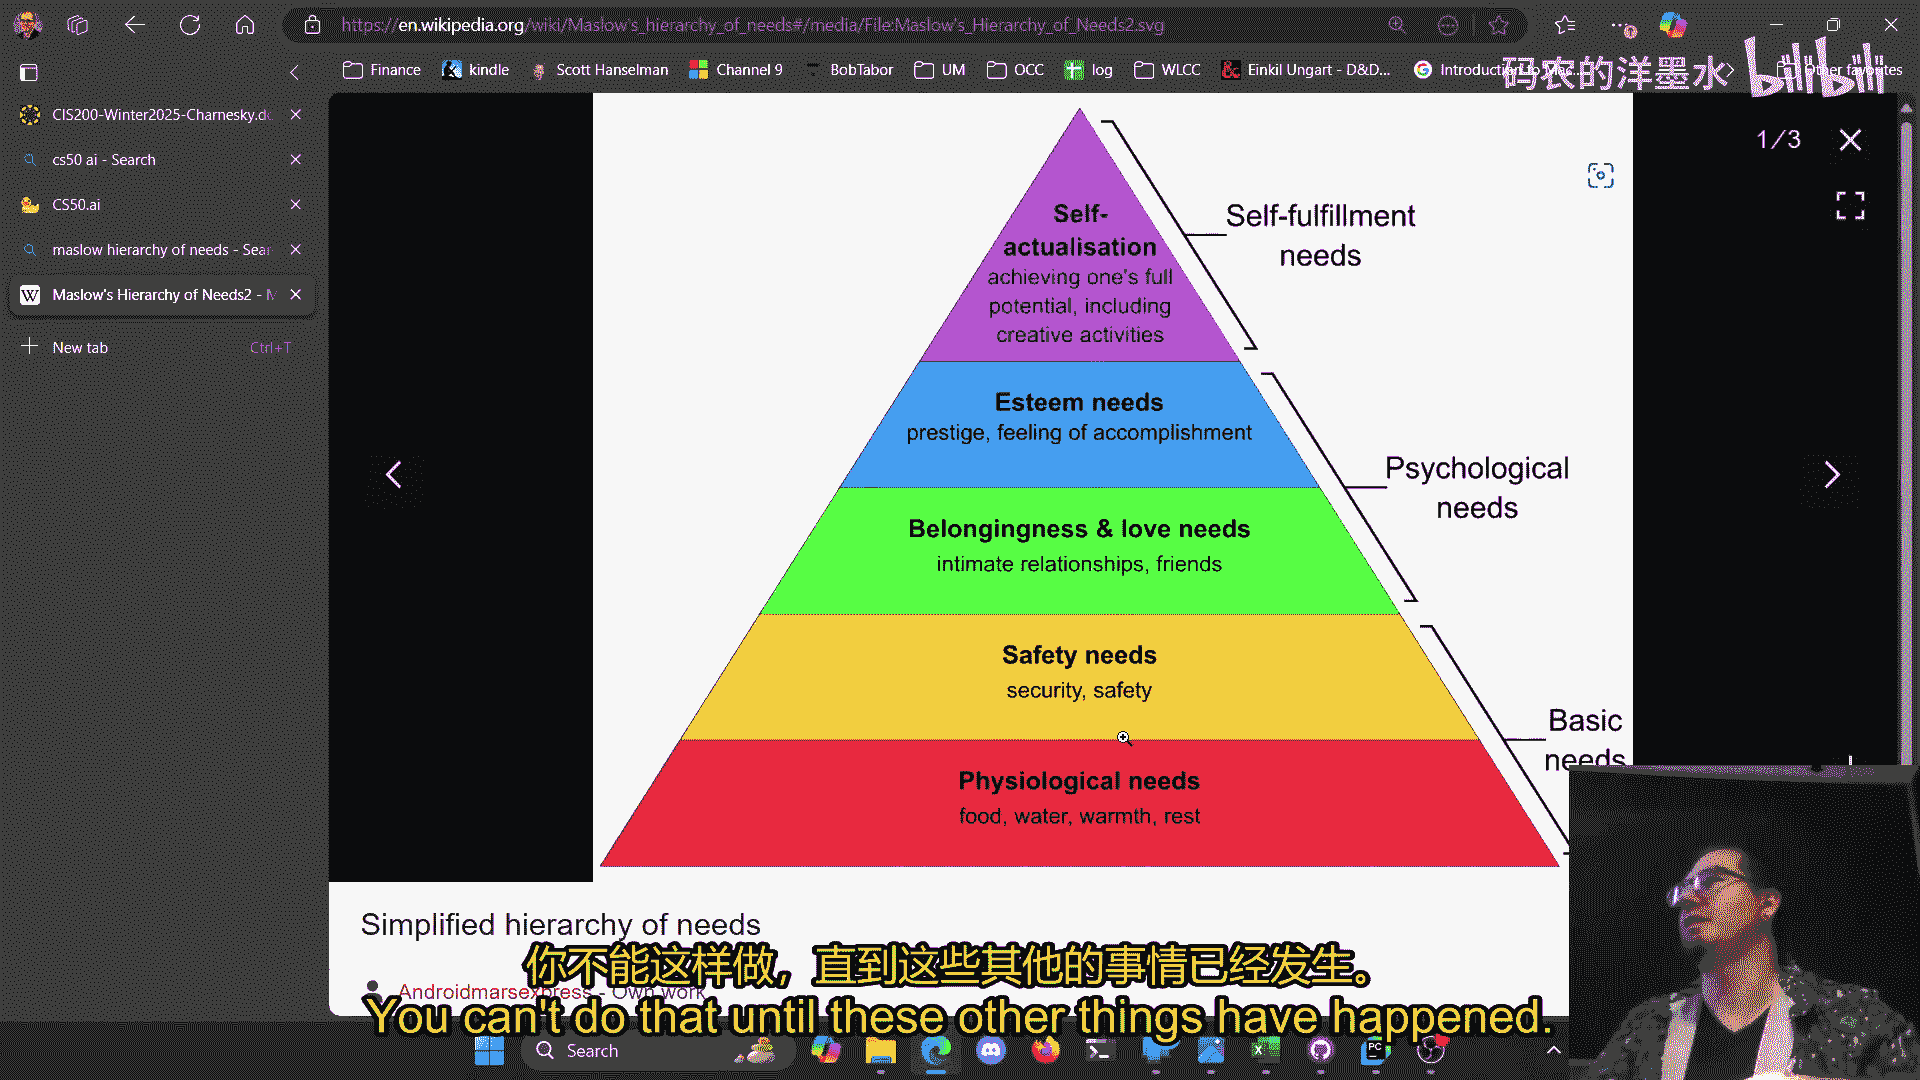 https://en.wikipedia.org/wiki/Maslow's_hierarchy_of_needs#/media/File:Maslow's_Hierarchy_of_Needs2.svg
Finance
kindle
Scott Hanselman
Channel 9
BobTabor
UM
OCC
log
WLCC
Einkil Ungart - D&D...
Other favorites
码农的洋墨水
bilibili
CIS200-Winter2025-Charnesky.do
cs50 ai - Search
CS50.ai
maslow hierarchy of needs - Sear
Maslow's Hierarchy of Needs2 - M
New tab
Ctrl+T
1/3
Self-
actualisation
achieving one's full
potential, including
creative activities
Self-fulfillment
needs
Esteem needs
prestige, feeling of accomplishment
Psychological
needs
Belongingness & love needs
intimate relationships, friends
Safety needs
security, safety
Basic
needs
Physiological needs
food, water, warmth, rest
Simplified hierarchy of needs
Androidmarsexpress - Own work
你不能这样做，直到这些其他的事情已经发生。
You can't do that until these other things have happened.
Search